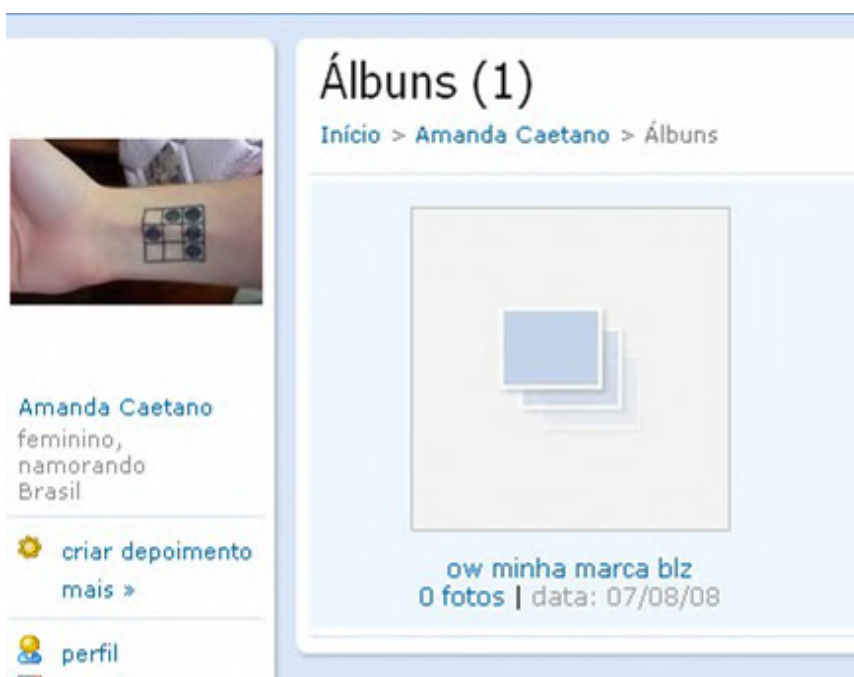 Álbuns (1)
Início > Amanda Caetano > Álbuns
Amanda Caetano
feminino,
namorando
Brasil
criar depoimento
mais »
perfil
ow minha marca blz
0 fotos | data: 07/08/08